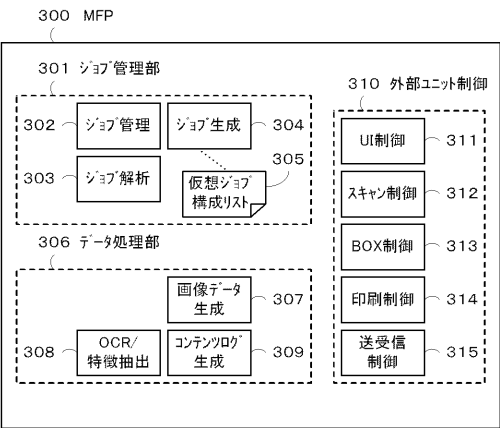 300 MFP
301 ジョブ管理部
302
ジョブ管理
ジョブ生成
304
303
ジョブ解析
仮想ジョブ
構成リスト
305
306 データ処理部
画像データ
生成
307
308
OCR/
特徴抽出
コンテンツログ
生成
309
310 外部ユニット制御
UI制御
311
スキャン制御
312
BOX制御
313
印刷制御
314
送受信
制御
315